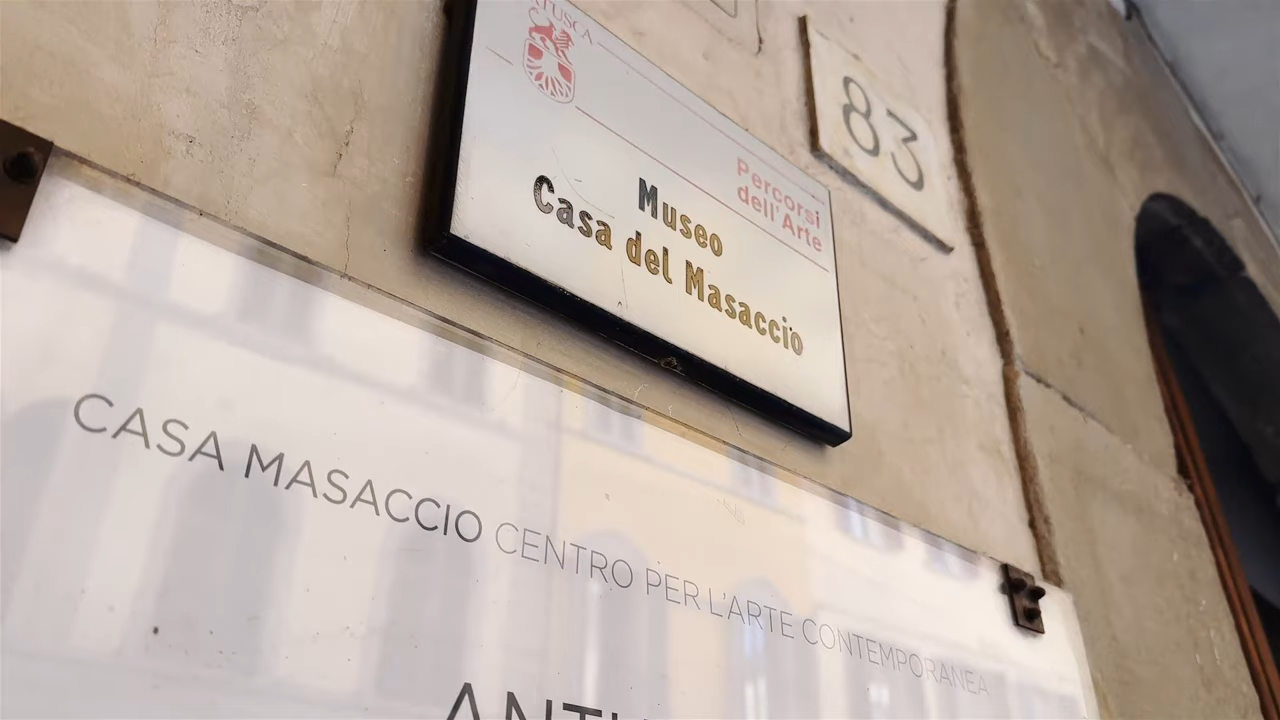 83
Percorsi
dell'Arte
Museo
Casa del Masaccio
CASA MASACCIO CENTRO PER L'ARTE CONTEMPORANEA